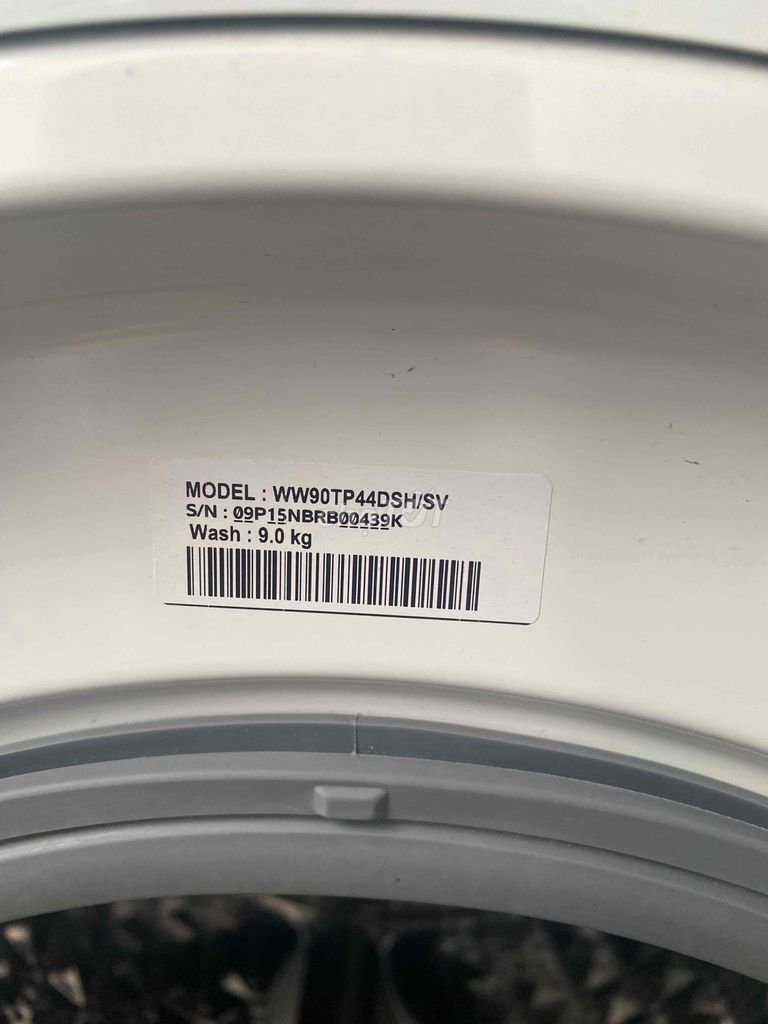 MODEL : WW90TP44DSH/SV
S/N : 09P15NBRB00439K
Wash : 9.0 kg